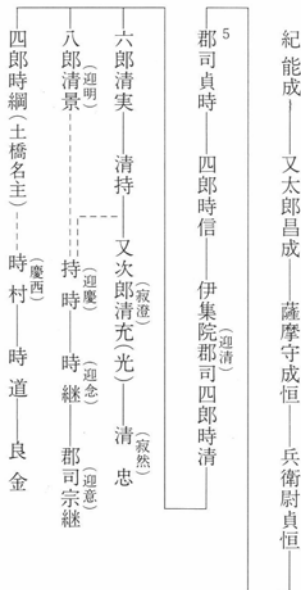 紀能成 又太郎昌成 薩摩守成恒 兵衛尉貞恒
5 郡司貞時 四郎時信 伊集院郡司四郎時清(迎清)
六郎清実 清持 又次郎清充(光)(寂澄) 清忠(寂然)
八郎清景(迎明) 持時(迎慶) 時継(迎念) 郡司宗継(迎意)
四郎時綱(土橋名主) 時村(慶西) 時道 良金